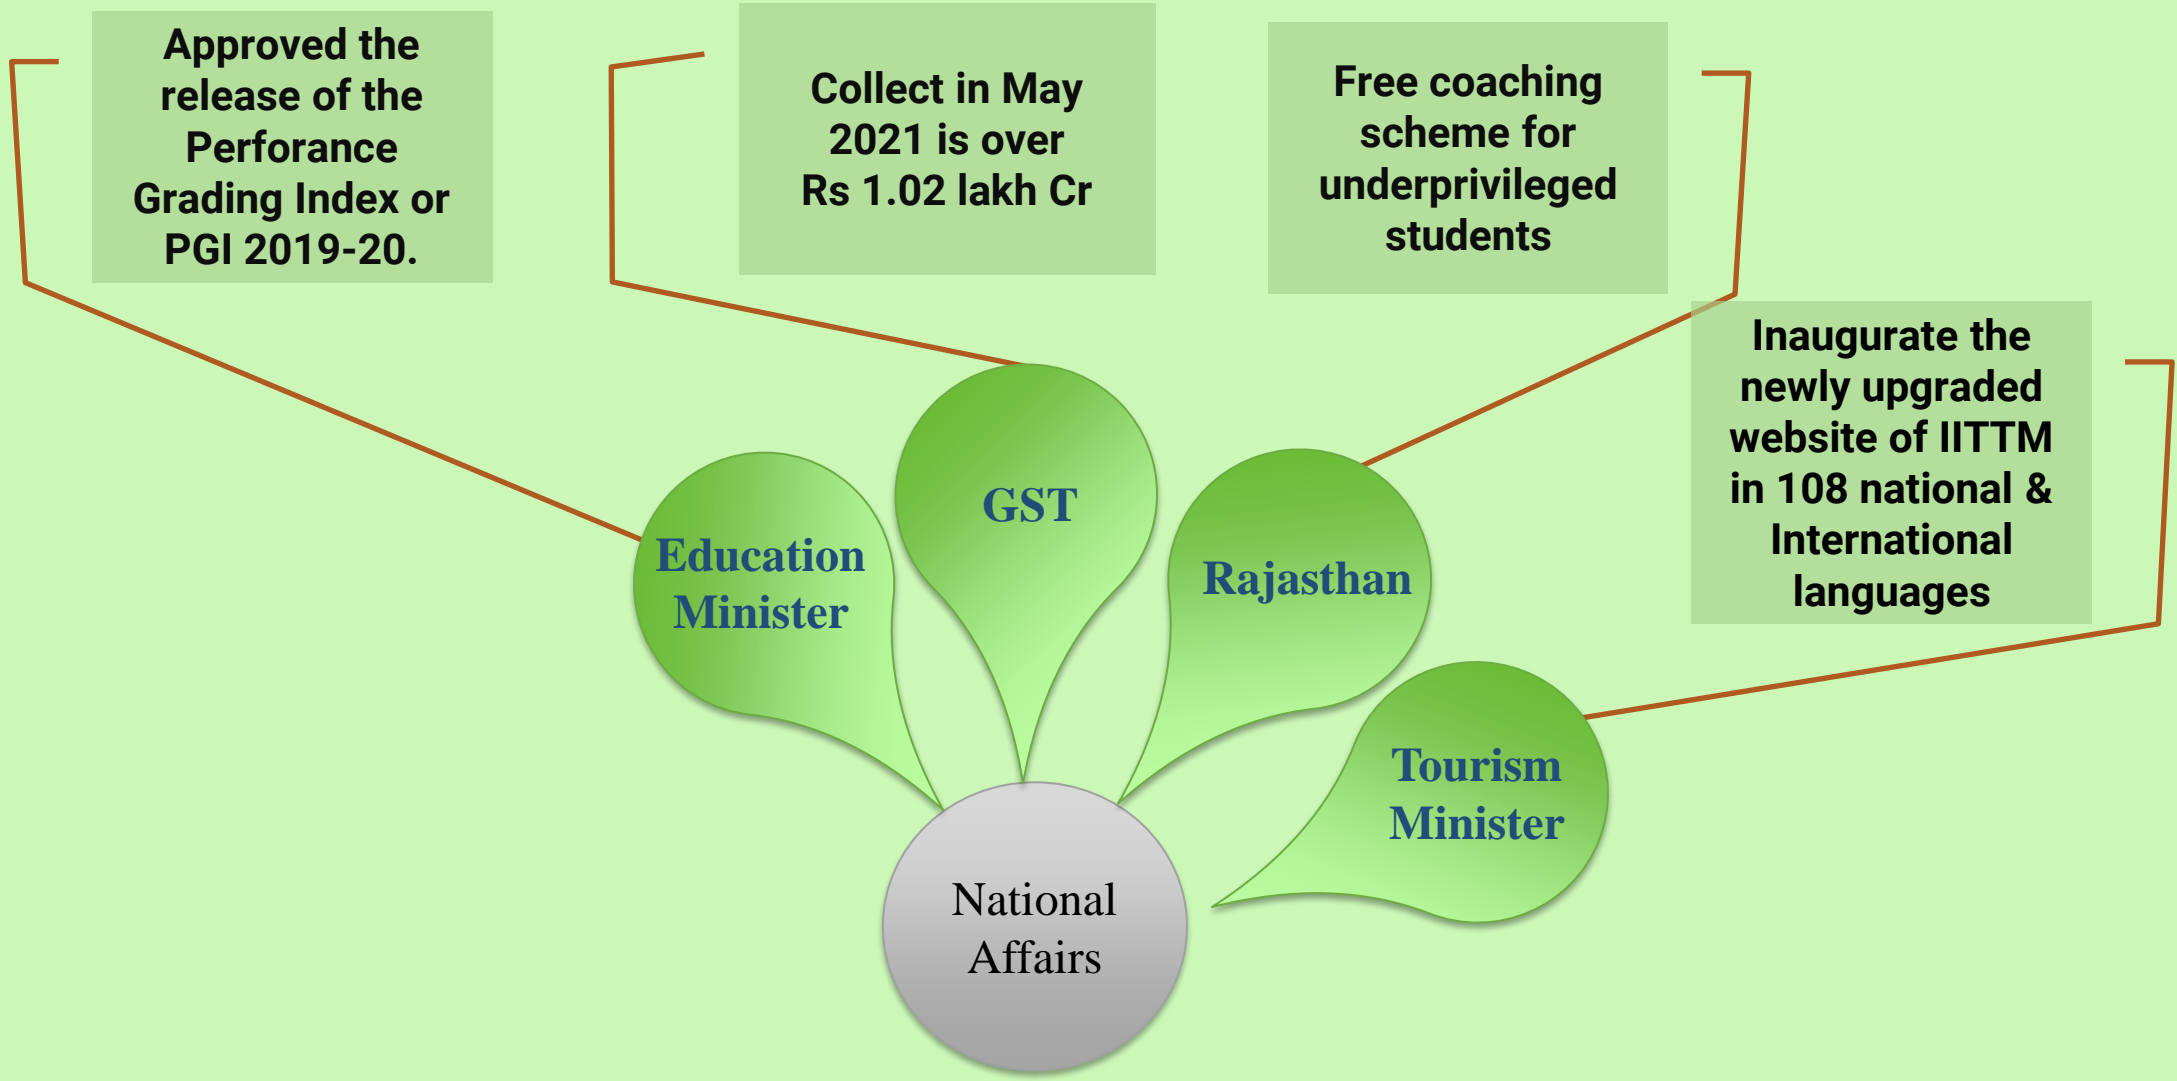 Approved the
release of the
Perforance
Grading Index or
PGI 2019-20.
Collect in May
2021 is over
Rs 1.02 lakh Cr
Free coaching
scheme for
underprivileged
students
Inaugurate the
newly upgraded
website of IITTM
in 108 national &
International
languages
Education
Minister
GST
Rajasthan
Tourism
Minister
National
Affairs